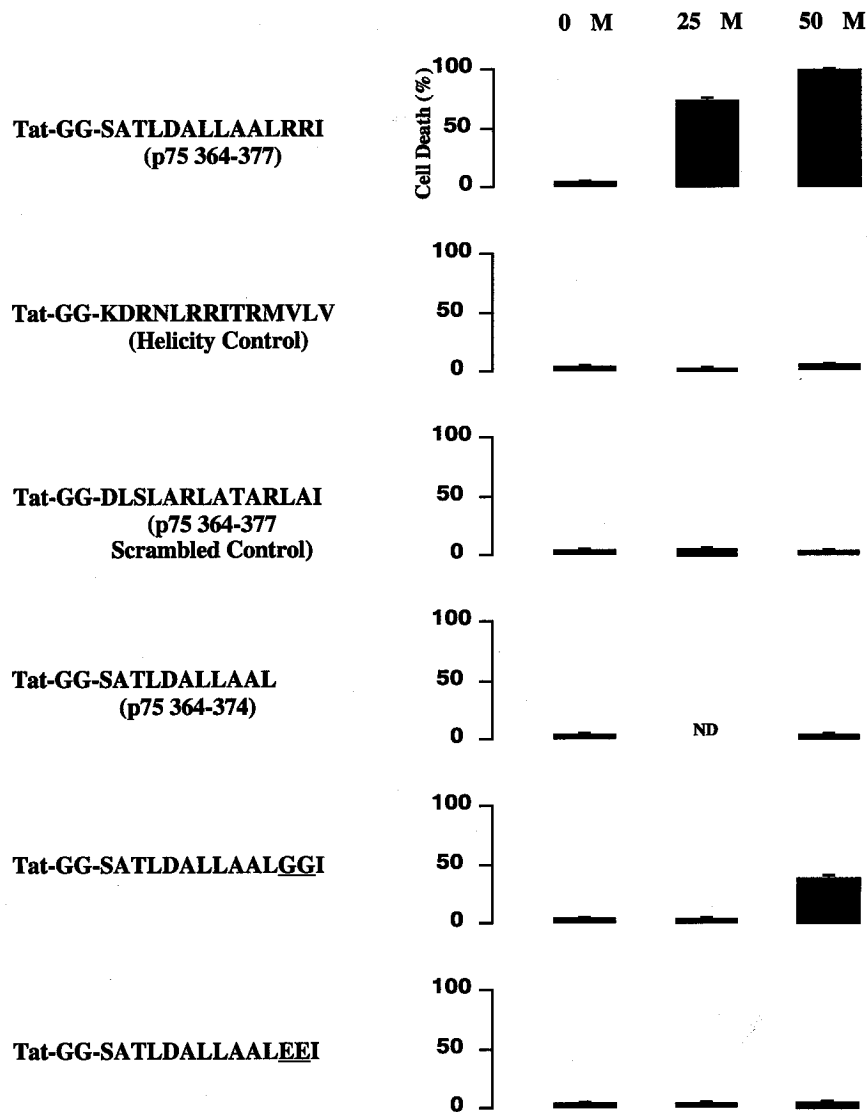 0 M 25 M 50 M
Cell Death (%)
100
50
0
Tat-GG-SATLDALLAALRRI
(p75 364-377)
100
50
0
Tat-GG-KDRNLRRITRMVLV
(Helicity Control)
100
50
0
Tat-GG-DLSLARLATARLAI
(p75 364-377
Scrambled Control)
100
50
0
Tat-GG-SATLDALLAAL
(p75 364-374)
ND
100
50
0
Tat-GG-SATLDALLAALGGI
100
50
0
Tat-GG-SATLDALLAALEEI